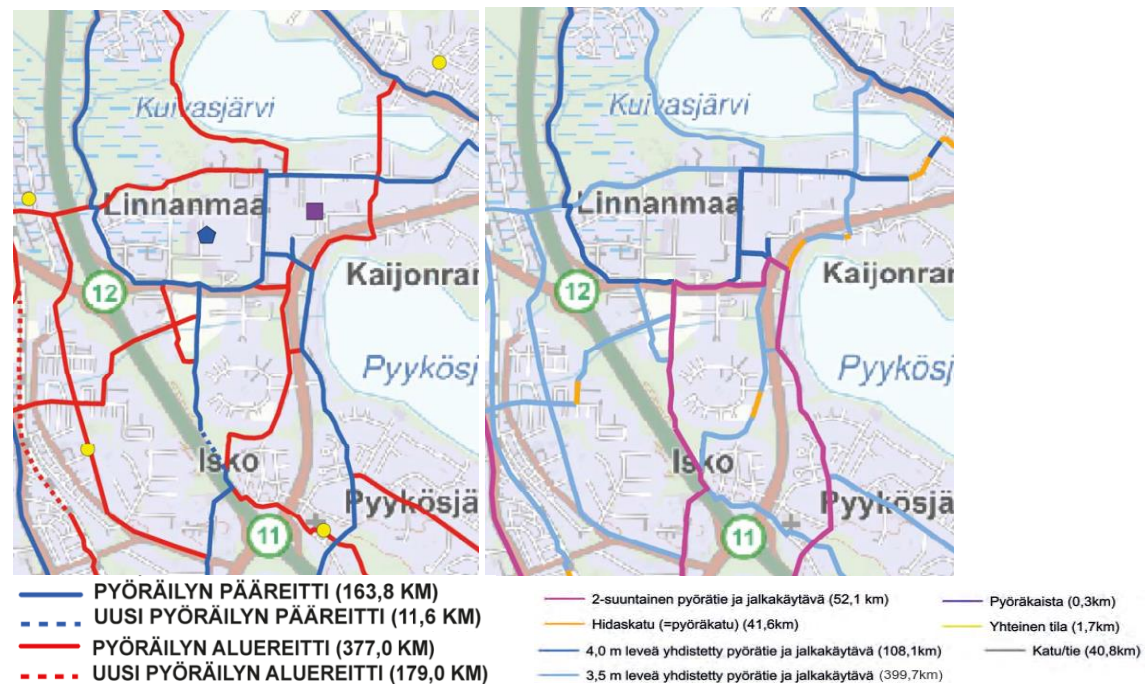 Kuivasjärvi
Linnanmaa
12
Kaijonran
Pyykösj
Isko
Pyykösjä
11
Kuivasjärvi
Linnanmaa
12
Kaijonran
Pyykösj
Isko
Pyykösjä
11
PYÖRÄILYN PÄÄREITTI (163,8 KM)
UUSI PYÖRÄILYN PÄÄREITTI (11,6 KM)
PYÖRÄILYN ALUEREITTI (377,0 KM)
UUSI PYÖRÄILYN ALUEREITTI (179,0 KM)
2-suuntainen pyörätie ja jalkakäytävä (52,1 km)
Hidaskatu (=pyöräkatu) (41,6km)
4,0 m leveä yhdistetty pyörätie ja jalkakäytävä (108,1km)
3,5 m leveä yhdistetty pyörätie ja jalkakäytävä (399,7km)
Pyöräkaista (0,3km)
Yhteinen tila (1,7km)
Katu/tie (40,8km)